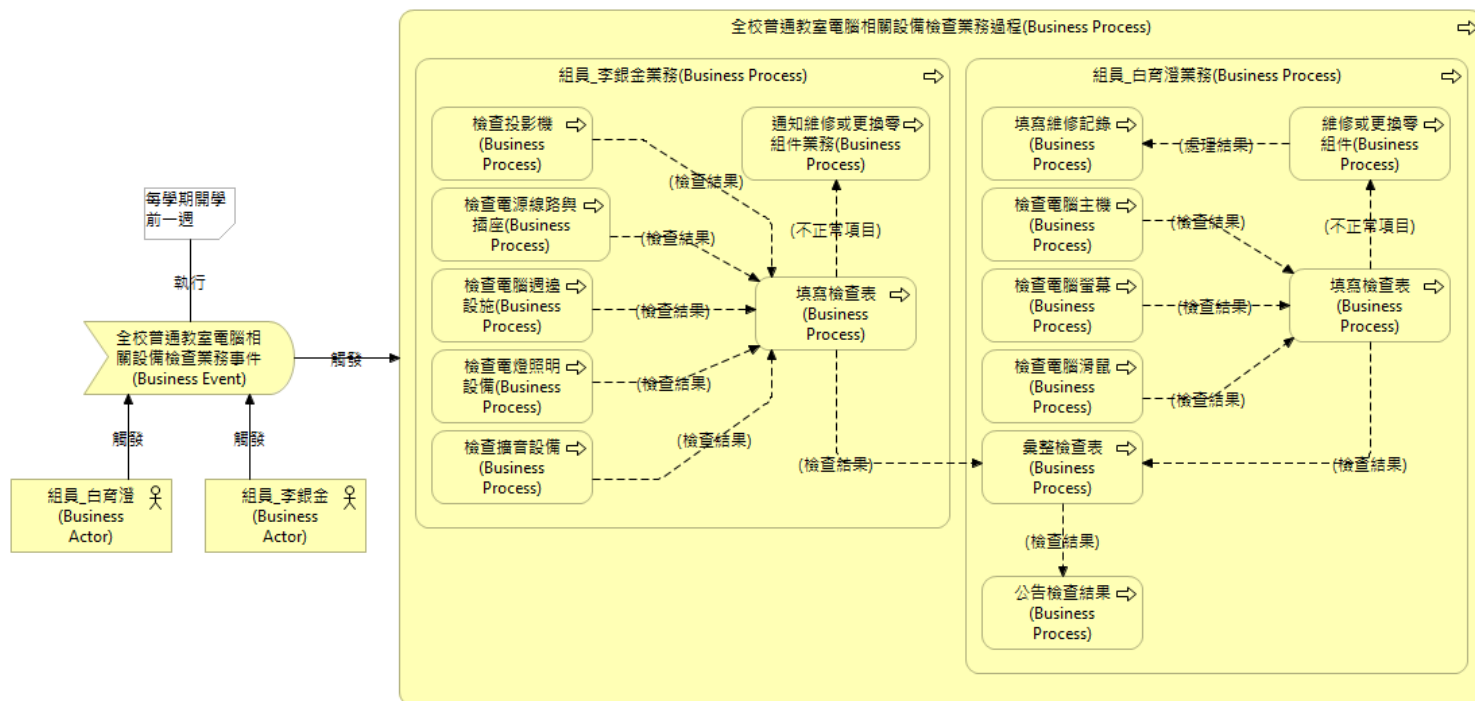 全校普通教室電腦相關設備檢查業務過程(Business Process)
組員_李銀金業務(Business Process)
檢查投影機
(Business
Process)
通知維修或更換零
組件業務(Business
Process)
(檢查結果)
檢查電源線路與
插座(Business
Process)
(檢查結果)
(不正常項目)
檢查電腦週邊
設施(Business
Process)
(檢查結果)
填寫檢查表
(Business
Process)
檢查電燈照明
設備(Business
Process)
(檢查結果)
檢查擴音設備
(Business
Process)
(檢查結果)
(檢查結果)
組員_白育澄業務(Business Process)
填寫維修記錄
(Business
Process)
(處理結果)
維修或更換零
組件(Business
Process)
檢查電腦主機
(Business
Process)
(檢查結果)
(不正常項目)
檢查電腦螢幕
(Business
Process)
(檢查結果)
填寫檢查表
(Business
Process)
檢查電腦滑鼠
(Business
Process)
(檢查結果)
彙整檢查表
(Business
Process)
(檢查結果)
(檢查結果)
公告檢查結果
(Business
Process)
每學期開學
前一週
執行
全校普通教室電腦相
關設備檢查業務事件
(Business Event)
觸發
觸發
觸發
組員_白育澄
(Business
Actor)
組員_李銀金
(Business
Actor)